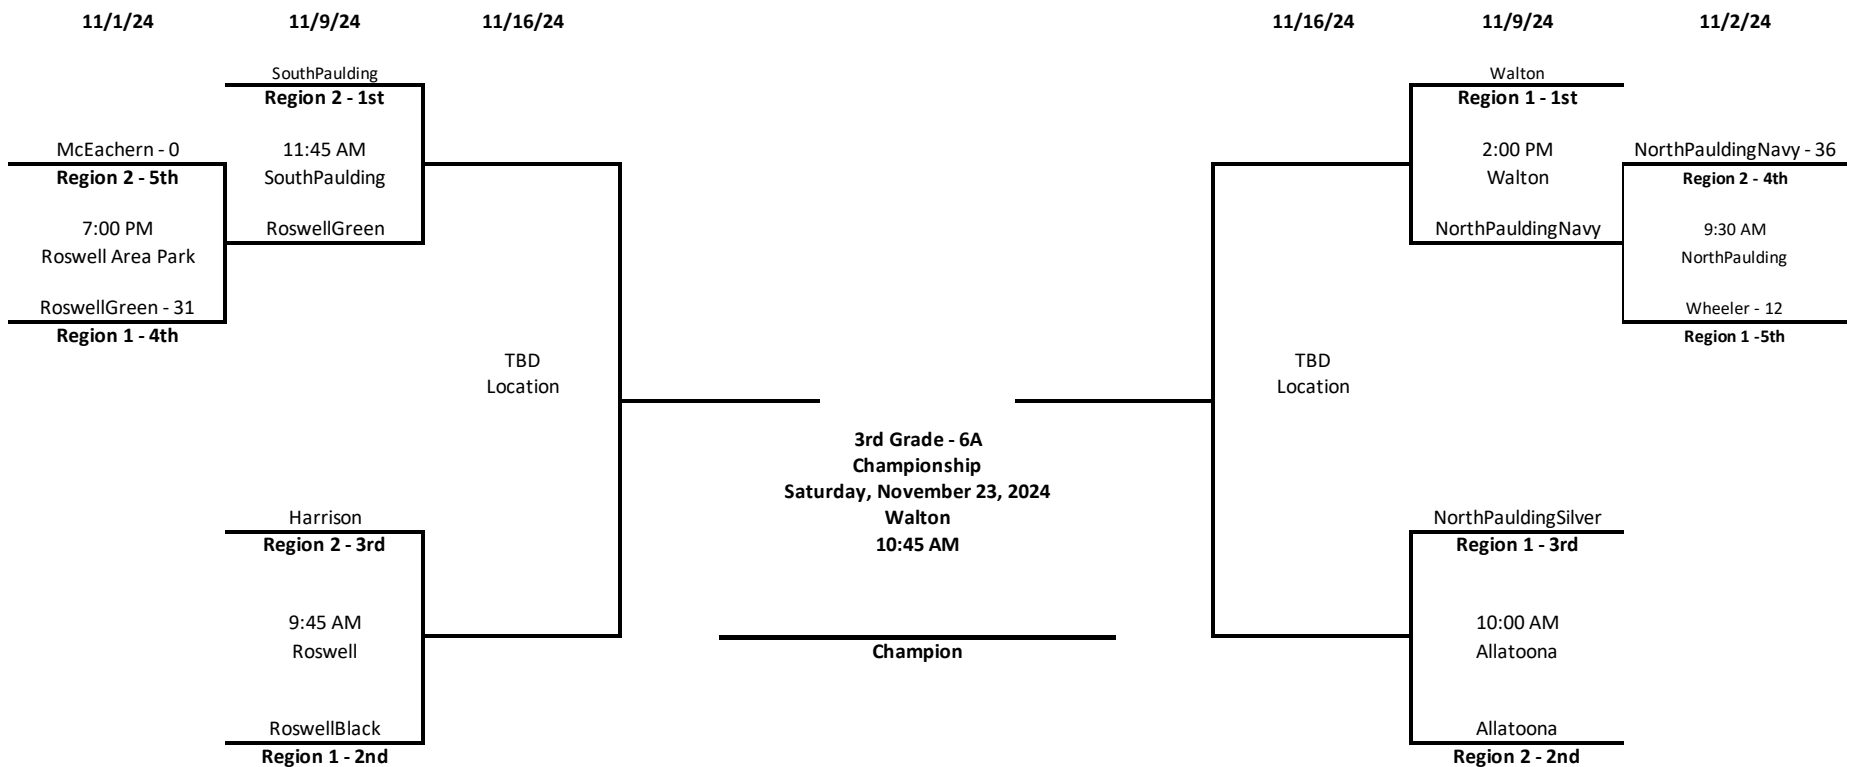 11/1/24
11/9/24
11/16/24
11/16/24
11/9/24
11/2/24
SouthPaulding
Region 2 - 1st
Walton
Region 1 - 1st
McEachern - 0
Region 2 - 5th
11:45 AM
SouthPaulding
2:00 PM
Walton
NorthPauldingNavy - 36
Region 2 - 4th
7:00 PM
Roswell Area Park
RoswellGreen
NorthPauldingNavy
9:30 AM
NorthPaulding
RoswellGreen - 31
Region 1 - 4th
Wheeler - 12
Region 1 -5th
TBD
Location
TBD
Location
3rd Grade - 6A
Championship
Saturday, November 23, 2024
Walton
10:45 AM
Harrison
Region 2 - 3rd
NorthPauldingSilver
Region 1 - 3rd
9:45 AM
Roswell
Champion
10:00 AM
Allatoona
RoswellBlack
Region 1 - 2nd
Allatoona
Region 2 - 2nd